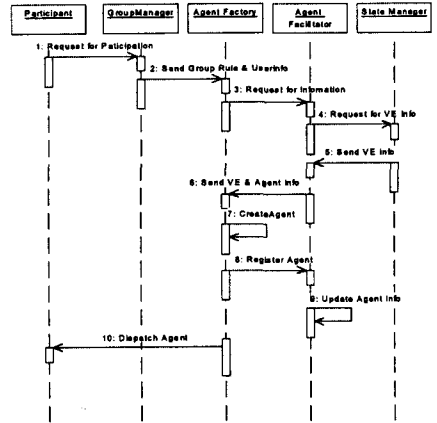 Participant GroupManager Agent Factory Agent State Manager
Facilitator
1: Request for Paticipation
2: Send Group Rule & UserInfo
3: Request for Infomation
4: Request for VE Info
5: Send VE info
6: Send VE & Agent Info
7: CreateAgent
8: Register Agent
9: Update Agent Info
10: Dispatch Agent